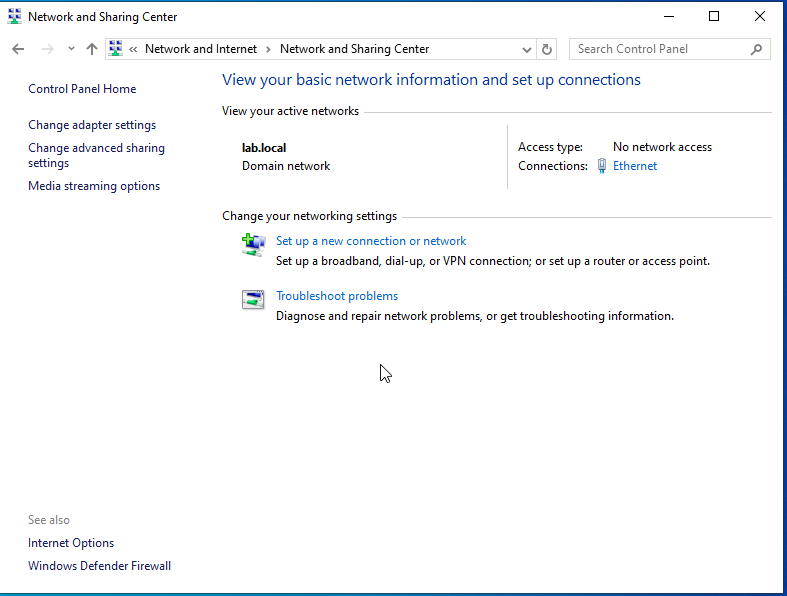 Network and Sharing Center
« Network and Internet › Network and Sharing Center
Search Control Panel
Control Panel Home
Change adapter settings
Change advanced sharing
settings
Media streaming options
View your basic network information and set up connections
View your active networks
lab.local
Domain network
Access type: No network access
Connections: Ethernet
Change your networking settings
Set up a new connection or network
Set up a broadband, dial-up, or VPN connection; or set up a router or access point.
Troubleshoot problems
Diagnose and repair network problems, or get troubleshooting information.
See also
Internet Options
Windows Defender Firewall